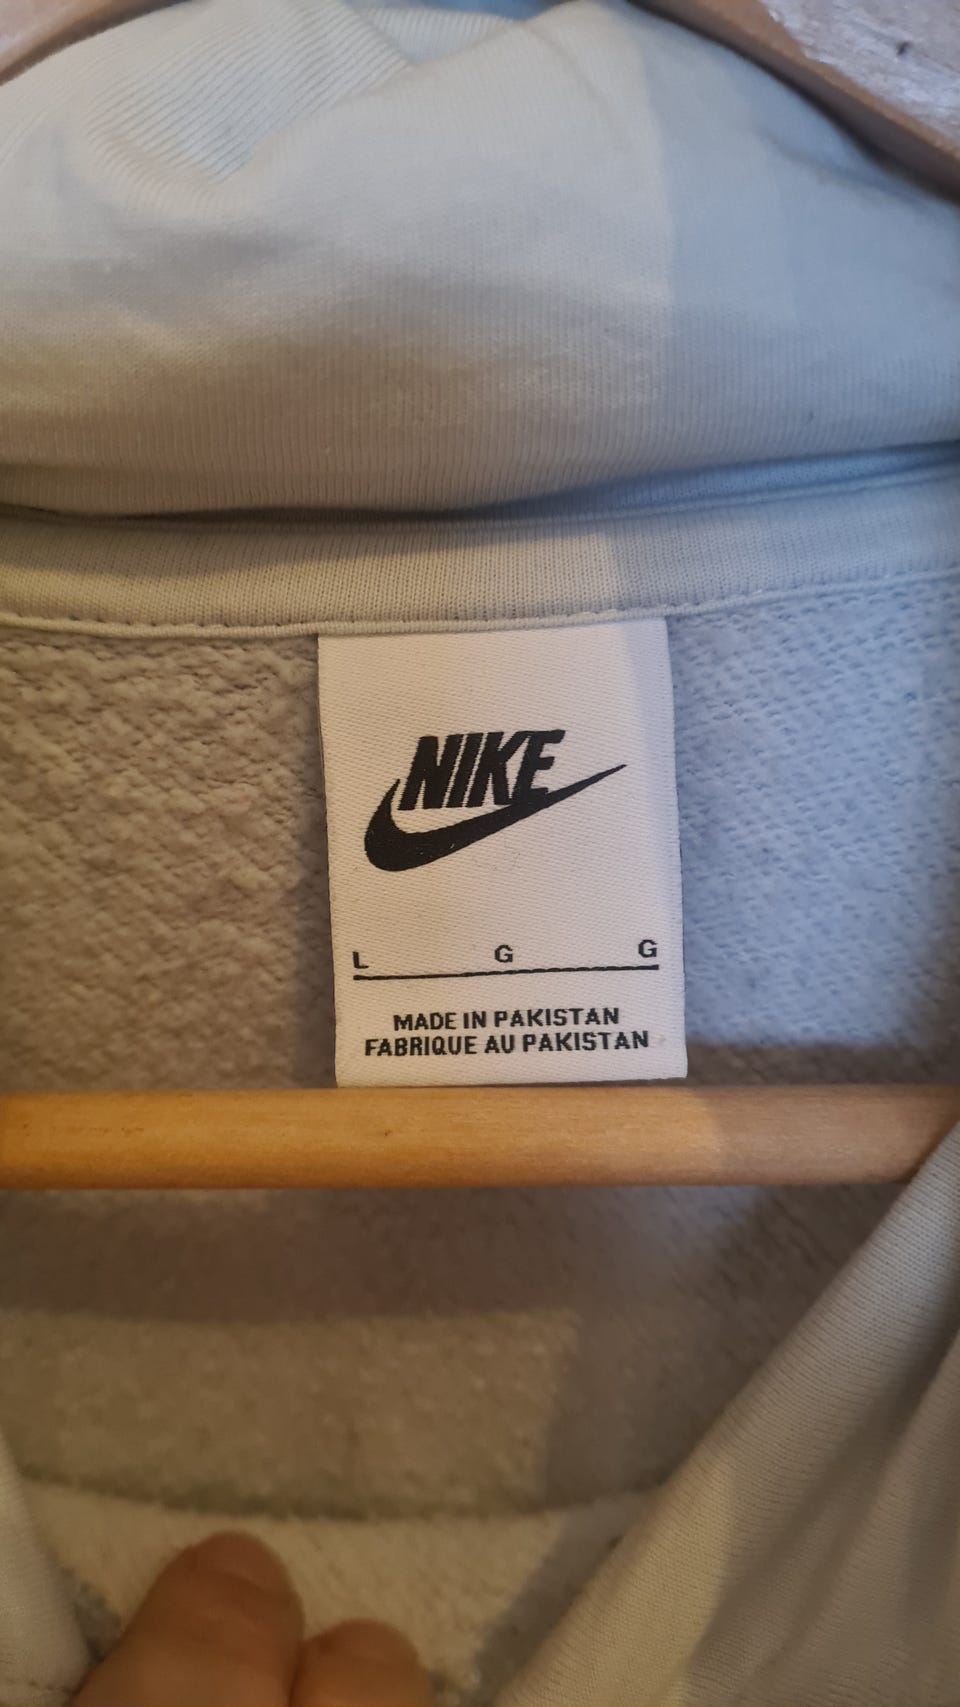 NIKE
L G G
MADE IN PAKISTAN
FABRIQUE AU PAKISTAN